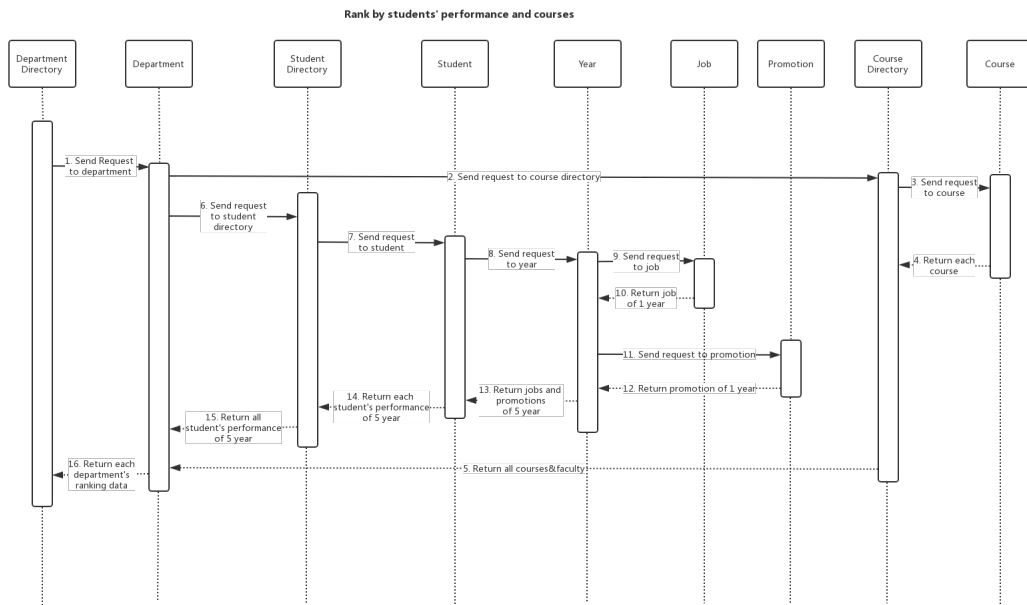 Rank by students' performance and courses
Department
Directory
Department
Student
Directory
Student
Year
Job
Promotion
Course
Directory
Course
1. Send Request
to department
2. Send request to course directory
3. Send request
to course
6. Send request
to student
directory
7. Send request
to student
8. Send request
to year
9. Send request
to job
4. Return each
course
10. Return job
of 1 year
11. Send request to promotion
12. Return promotion of 1 year
13. Return jobs and
promotions
of 5 year
14. Return each
student's performance
of 5 year
15. Return all
student's performance
of 5 year
16. Return each
department's
ranking data
5. Return all courses&faculty